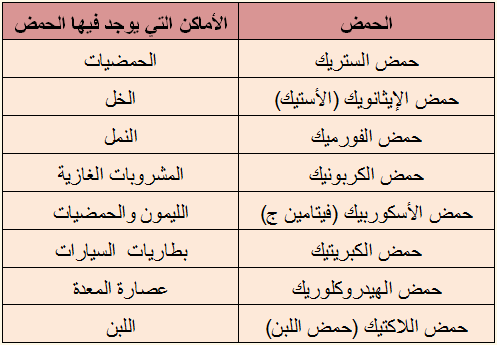 الحمض الأماكن التي يوجد فيها الحمض
حمض الستريك الحمضيات
حمض الإيثانويك (الأستيك) الخل
حمض الفورميك النمل
حمض الكربونيك المشروبات الغازية
حمض الأسكوربيك (فيتامين ج) الليمون والحمضيات
حمض الكبريتيك بطاريات السيارات
حمض الهيدروكلوريك عصارة المعدة
حمض اللاكتيك (حمض اللبن) اللبن